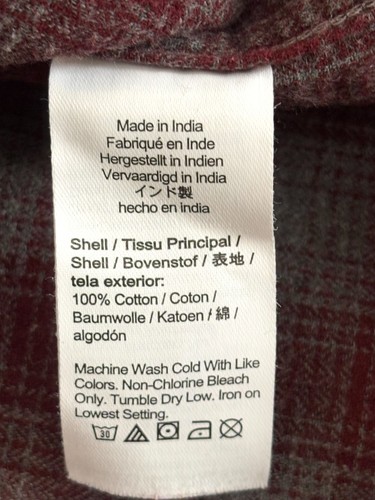 Made in India
Fabriqué en Inde
Hergestellt in Indien
Vervaardigd in India
インド製
hecho en india
Shell / Tissu Principal /
Shell / Bovenstof / 表地 /
tela exterior:
100% Cotton / Coton /
Baumwolle / Katoen / 綿 /
algodón
Machine Wash Cold With Like
Colors. Non-Chlorine Bleach
Only. Tumble Dry Low. Iron on
Lowest Setting.
30